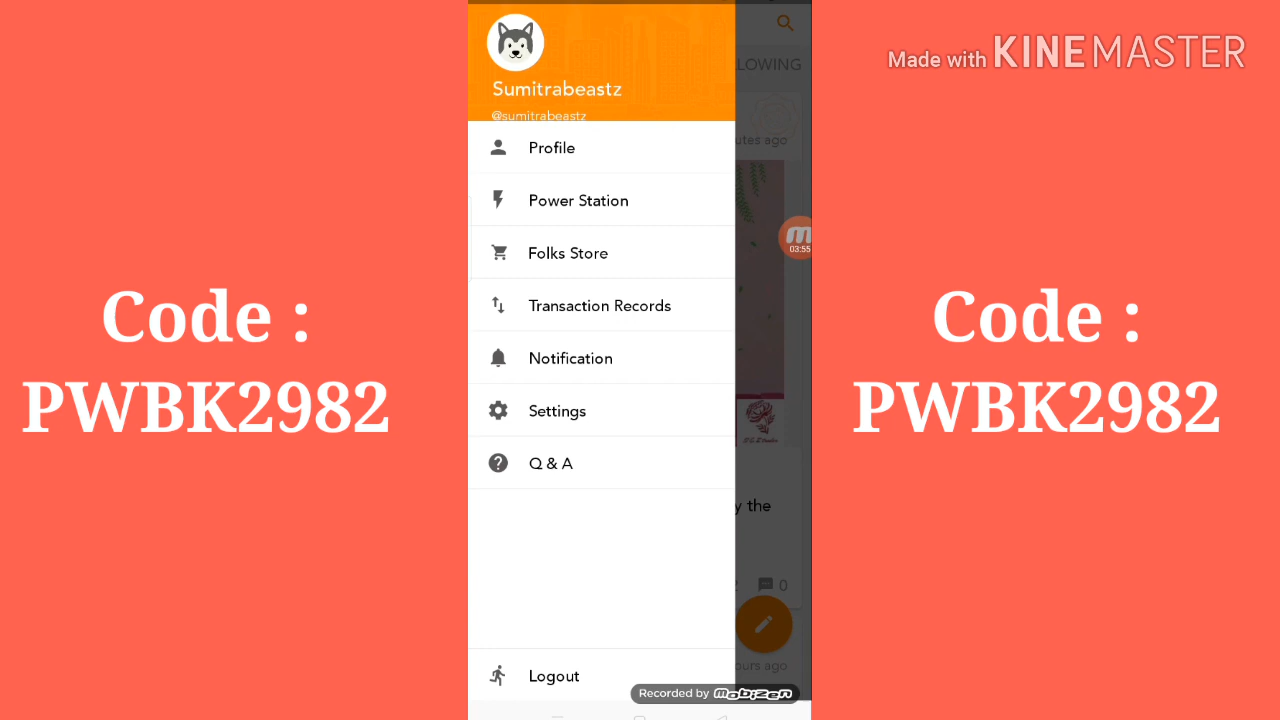 Made with KINEMASTER
Sumitrabeastz
@sumitrabeastz
LOWING
Profile
utes ago
Power Station
03:55
Folks Store
Code :
PWBK2982
Code :
PWBK2982
Transaction Records
Notification
Settings
Q & A
y the
0
ours ago
Logout
Recorded by mobizen